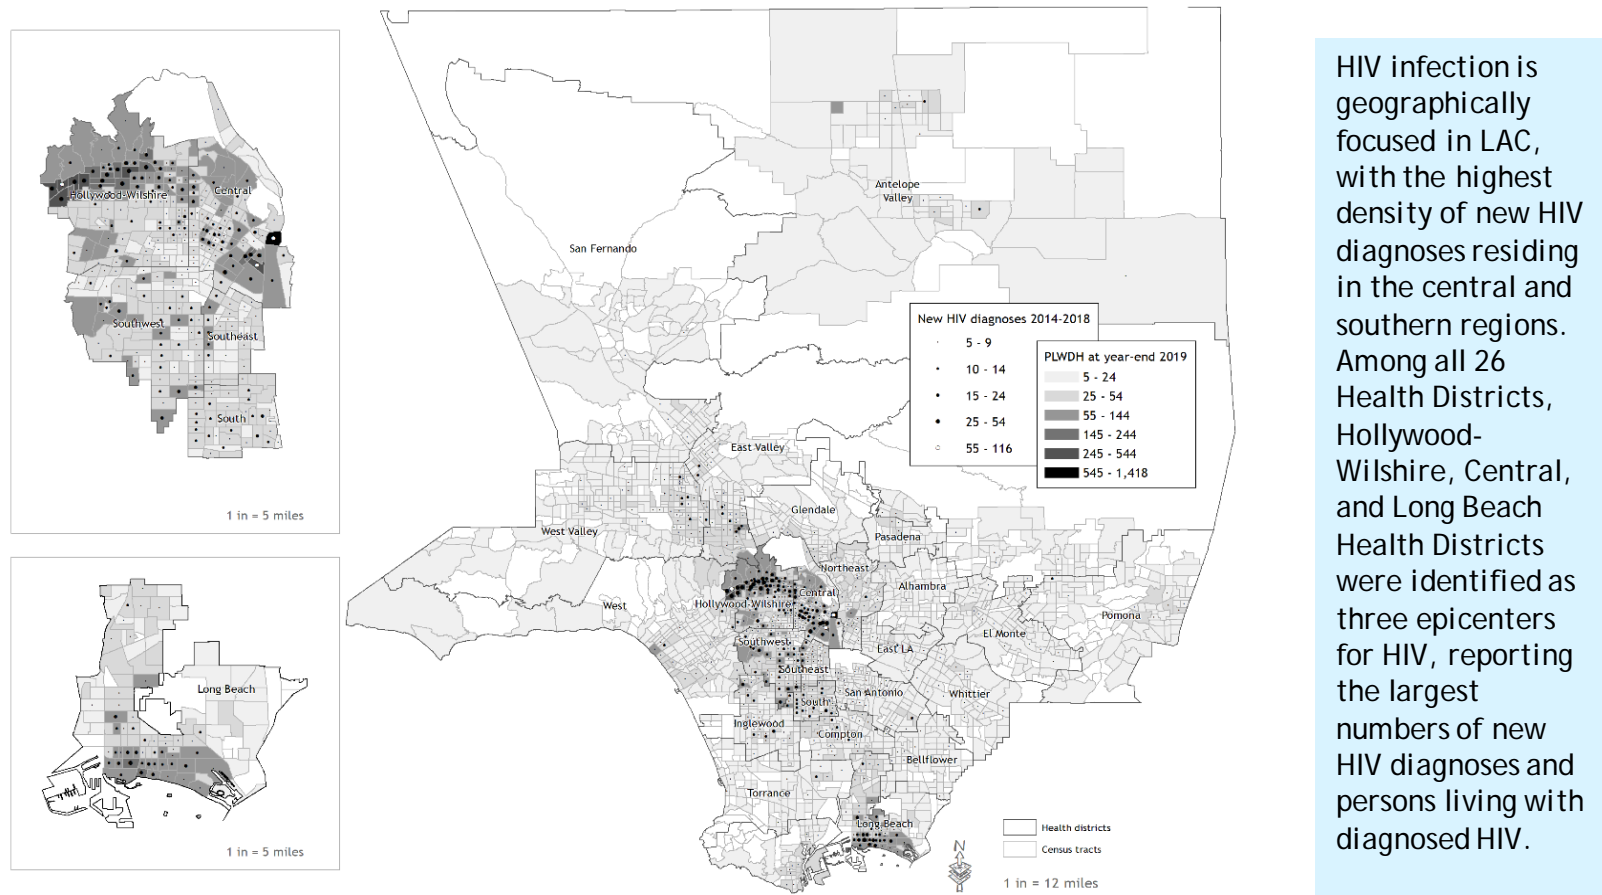 Hollywood-Wilshire
Central
Southwest
Southeast
South
1 in = 5 miles
Long Beach
1 in = 5 miles
Antelope
Valley
San Fernando
New HIV diagnoses 2014-2018
5 - 9
10 - 14
15 - 24
25 - 54
55 - 116
PLWDH at year-end 2019
5 - 24
25 - 54
55 - 144
145 - 244
245 - 544
545 - 1,418
East Valley
Glendale
West Valley
Pasadena
Northeast
Alhambra
Central
Hollywood-Wilshire
West
Pomona
El Monte
Southwest
East LA
Southeast
San Antonio
Whittier
South
Inglewood
Compton
Bellflower
Torrance
Long Beach
Health districts
Census tracts
N
1 in = 12 miles
HIV infection is
geographically
focused in LAC,
with the highest
density of new HIV
diagnoses residing
in the central and
southern regions.
Among all 26
Health Districts,
Hollywood-
Wilshire, Central,
and Long Beach
Health Districts
were identified as
three epicenters
for HIV, reporting
the largest
numbers of new
HIV diagnoses and
persons living with
diagnosed HIV.